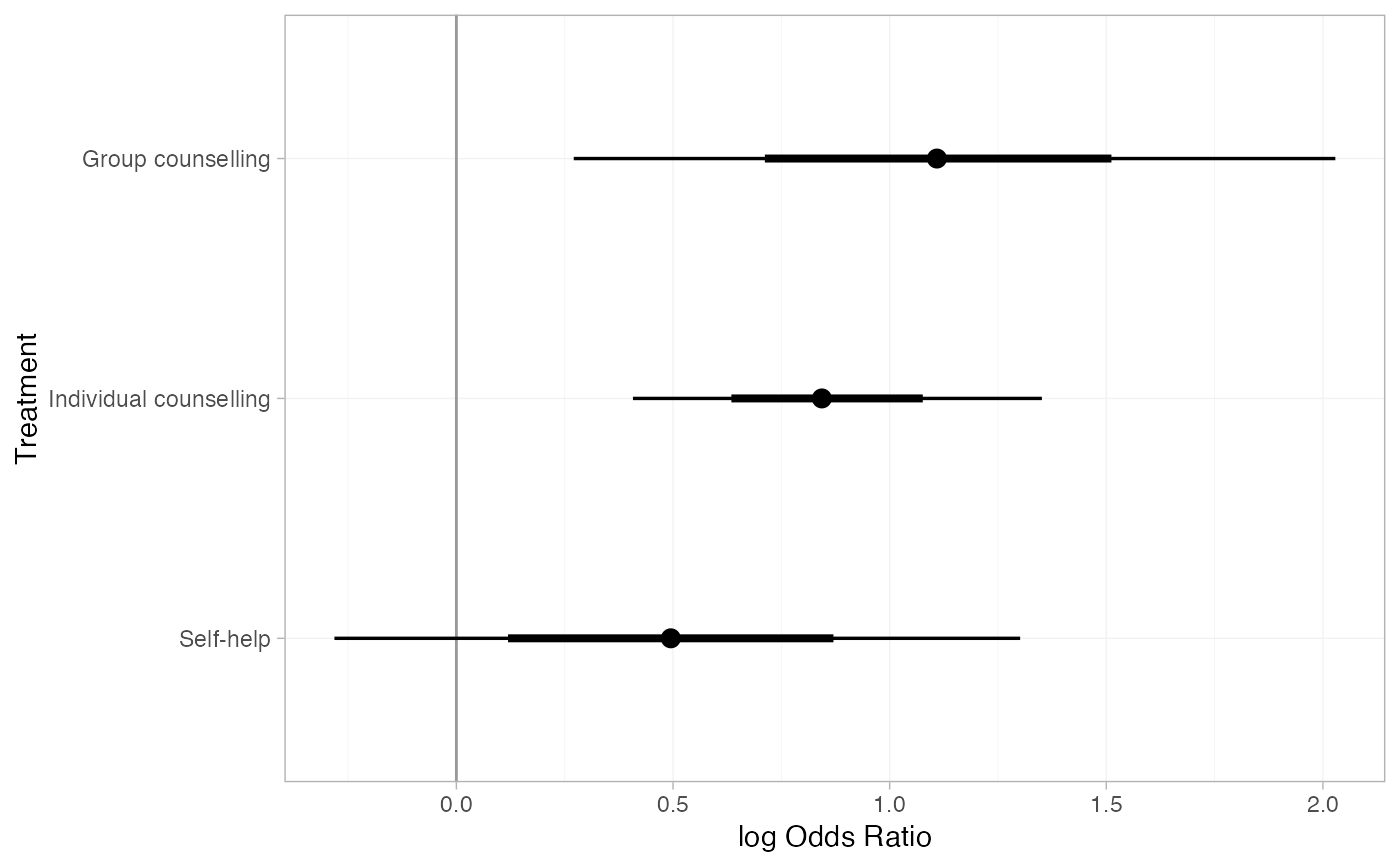 Treatment
Group counselling
Individual counselling
Self-help
0.0 0.5 1.0 1.5 2.0
log Odds Ratio